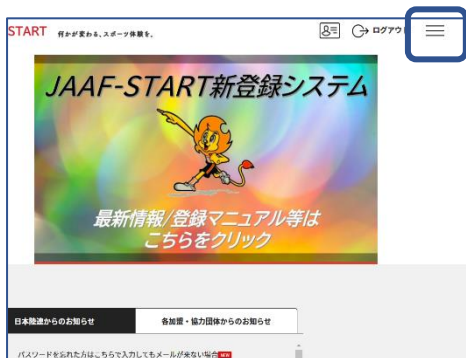 START 何かが変わる、スポーツ体験を。
ログアウト
JAAF-START新登録システム
最新情報/登録マニュアル等は
こちらをクリック
日本陸連からのお知らせ
各加盟・協力団体からのお知らせ
パスワードを忘れた方はこちらで入力してもメールが来ない場合 NEW